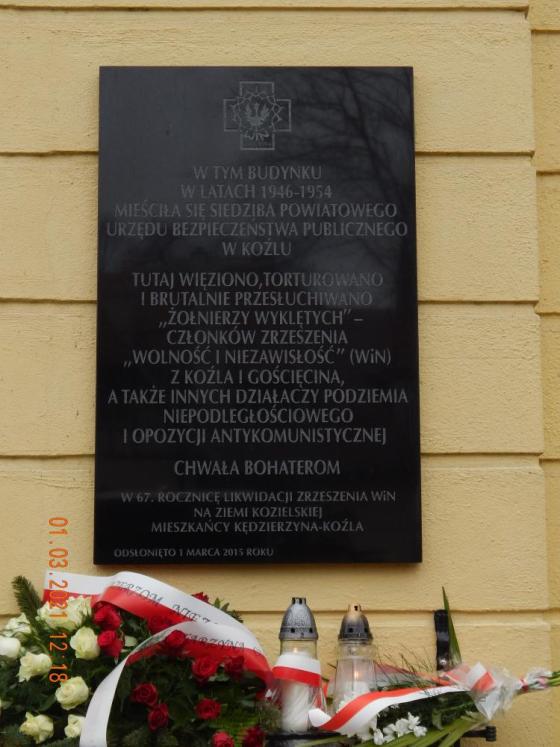 W TYM BUDYNKU
W LATACH 1946-1954
MIEŚCIŁA SIĘ SIEDZIBA POWIATOWEGO
URZĘDU BEZPIECZEŃSTWA PUBLICZNEGO
W KOŹLU
TUTAJ WIĘZIONO, TORTUROWANO
I BRUTALNIE PRZESŁUCHIWANO
„ŻOŁNIERZY WYKLĘTYCH” –
CZŁONKÓW ZRZESZENIA
„WOLNOŚĆ I NIEZAWISŁOŚĆ” (WiN)
Z KOŹLA I GOŚCIĘCINA,
A TAKŻE INNYCH DZIAŁACZY PODZIEMIA
NIEPODLEGŁOŚCIOWEGO
I OPOZYCJI ANTYKOMUNISTYCZNEJ
CHWAŁA BOHATEROM
W 67. ROCZNICĘ LIKWIDACJI ZRZESZENIA WiN
NA ZIEMI KOZIELSKIEJ
MIESZKAŃCY KĘDZIERZYNA-KOŹLA
ODSŁONIĘTO 1 MARCA 2015 ROKU
01.03.2021 12:18